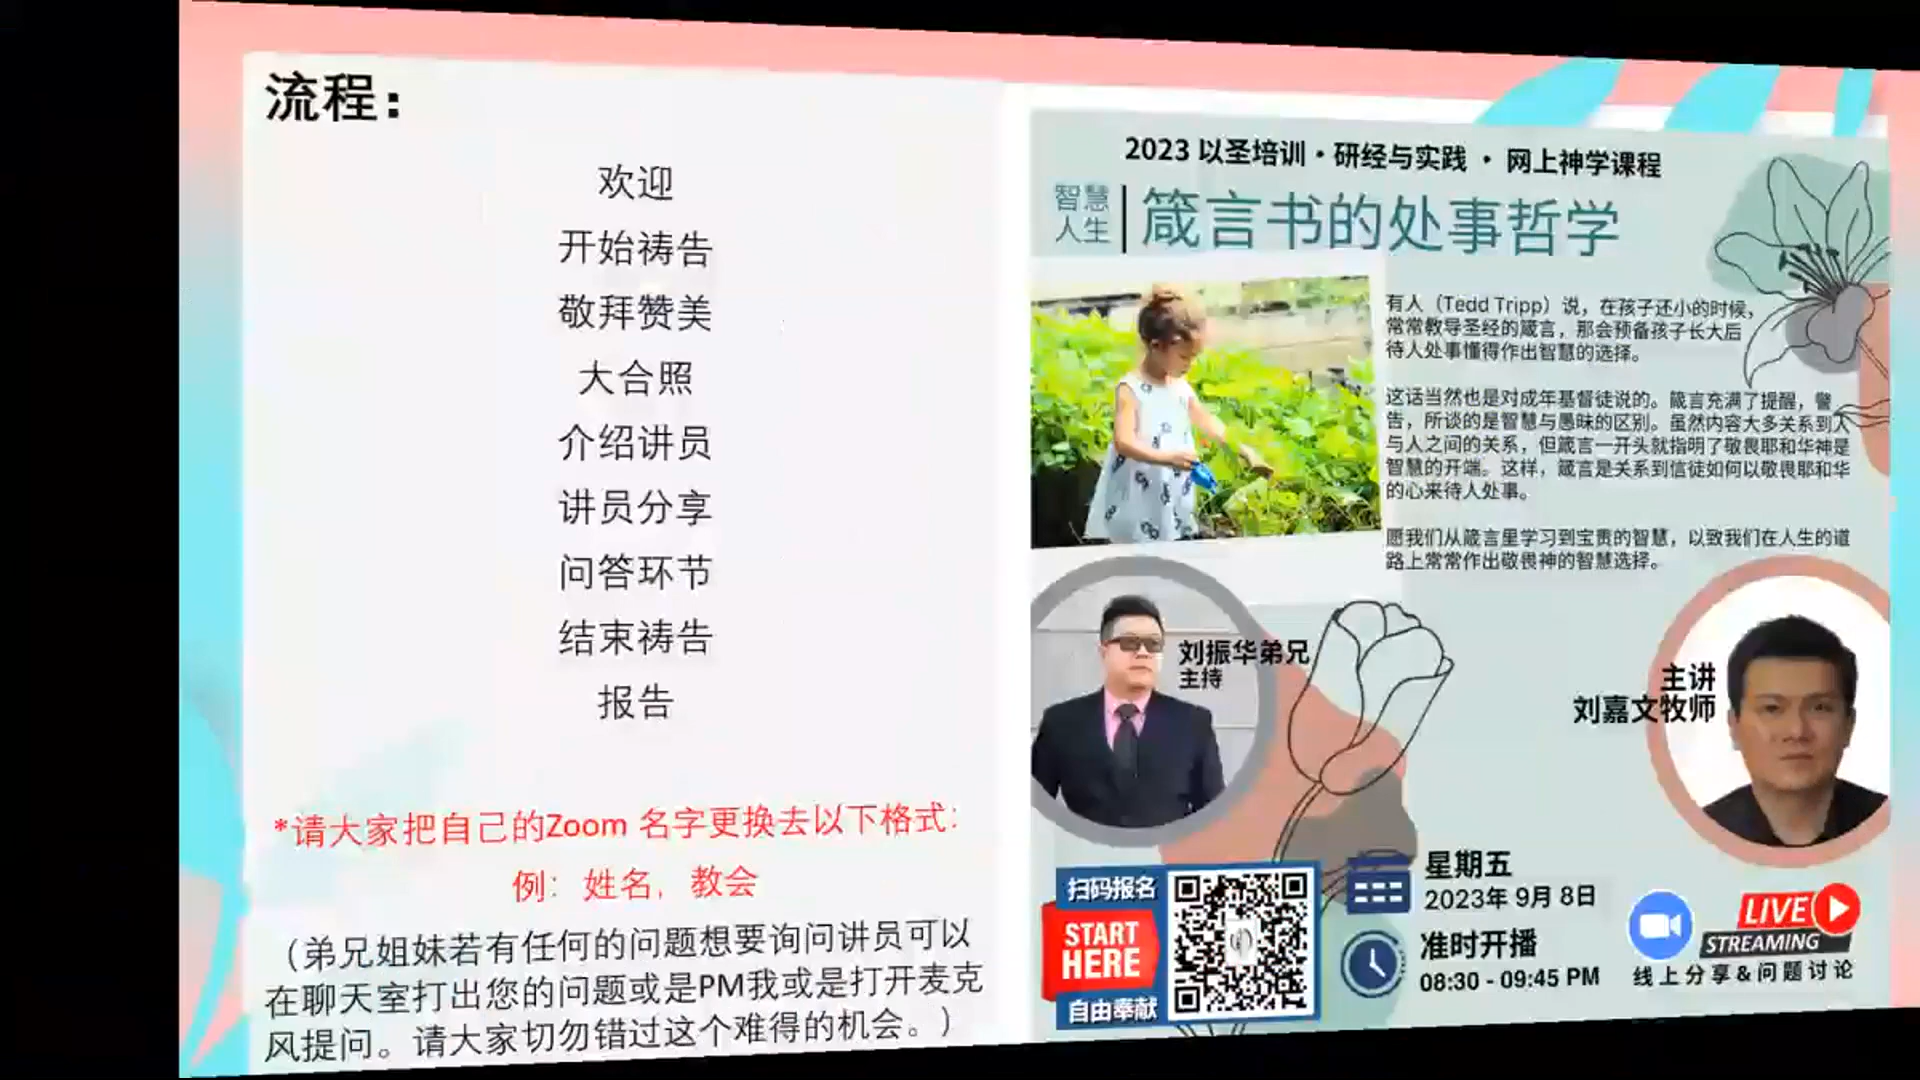 流程：
欢迎
开始祷告
敬拜赞美
大合照
介绍讲员
讲员分享
问答环节
结束祷告
报告
*请大家把自己的Zoom 名字更换去以下格式：
例：姓名，教会
（弟兄姐妹若有任何的问题想要询问讲员可以
在聊天室打出您的问题或是PM我或是打开麦克
风提问。请大家切勿错过这个难得的机会。）
2023 以圣培训·研经与实践 · 网上神学课程
智慧
人生
箴言书的处事哲学
有人（Tedd Tripp）说，在孩子还小的时候，
常常教导圣经的箴言，那会预备孩子长大后
待人处事懂得作出智慧的选择。
这话当然也是对成年基督徒说的。箴言充满了提醒，警
告，所谈的是智慧与愚昧的区别。虽然内容大多关系到人
与人之间的关系，但箴言一开头就指明了敬畏耶和华神是
智慧的开端。这样，箴言是关系到信徒如何以敬畏耶和华
的心来待人处事。
愿我们从箴言里学习到宝贵的智慧，以致我们在人生的道
路上常常作出敬畏神的智慧选择。
刘振华弟兄
主持
主讲
刘嘉文牧师
扫码报名
START
HERE
自由奉献
星期五
2023年 9月 8日
准时开播
08:30 - 09:45 PM
LIVE
STREAMING
线上分享&问题讨论